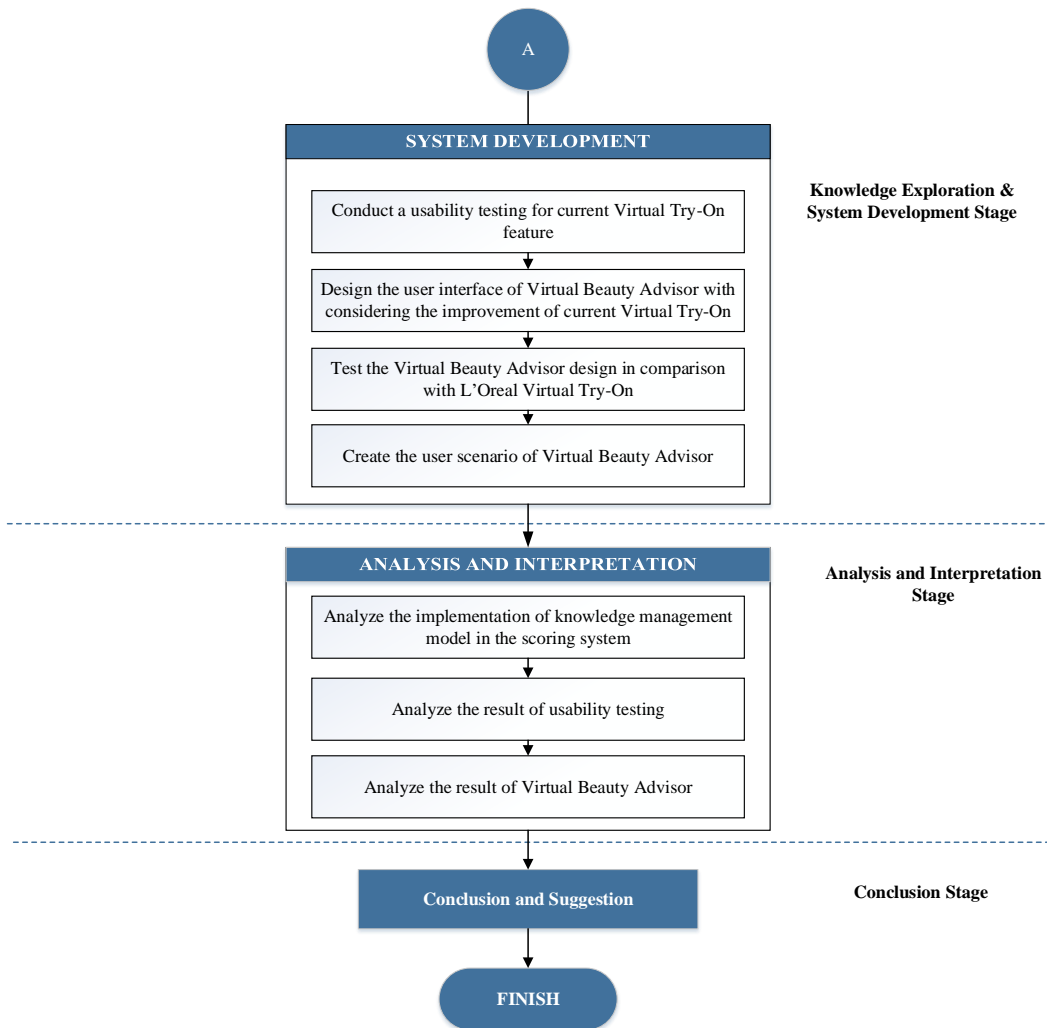 A
SYSTEM DEVELOPMENT
Knowledge Exploration &
System Development Stage
Conduct a usability testing for current Virtual Try-On
feature
Design the user interface of Virtual Beauty Advisor with
considering the improvement of current Virtual Try-On
Test the Virtual Beauty Advisor design in comparison
with L’Oreal Virtual Try-On
Create the user scenario of Virtual Beauty Advisor
ANALYSIS AND INTERPRETATION
Analysis and Interpretation
Stage
Analyze the implementation of knowledge management
model in the scoring system
Analyze the result of usability testing
Analyze the result of Virtual Beauty Advisor
Conclusion and Suggestion
Conclusion Stage
FINISH